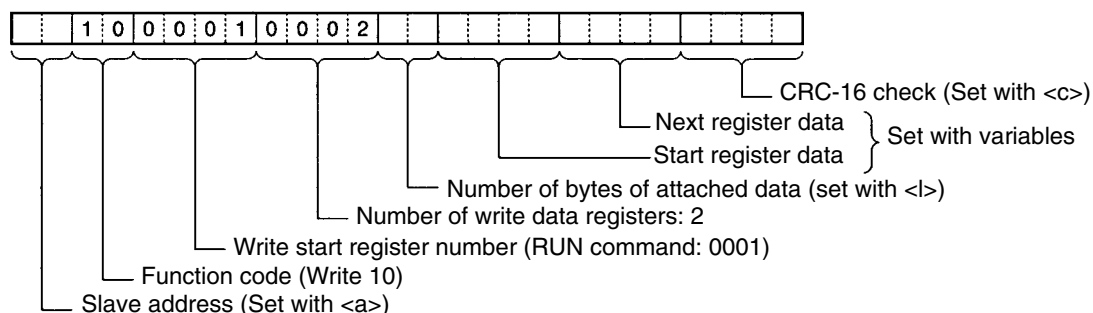 1 0 0 0 0 1 0 0 0 2
CRC-16 check (Set with <c>)
Next register data
Set with variables
Start register data
Number of bytes of attached data (set with <l>)
Number of write data registers: 2
Write start register number (RUN command: 0001)
Function code (Write 10)
Slave address (Set with <a>)